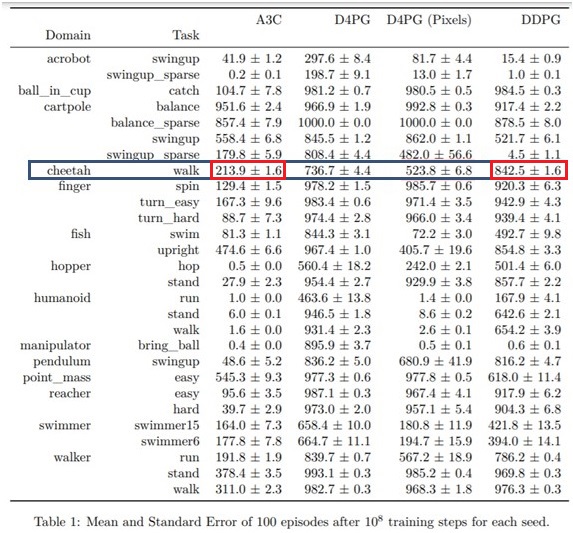 A3C D4PG D4PG (Pixels) DDPG
Domain Task
acrobot swingup 41.9 ± 1.2 297.6 ± 8.4 81.7 ± 4.4 15.4 ± 0.9
swingup_sparse 0.2 ± 0.1 198.7 ± 9.1 13.0 ± 1.7 1.0 ± 0.1
ball_in_cup catch 104.7 ± 7.8 981.2 ± 0.7 980.5 ± 0.5 984.5 ± 0.3
cartpole balance 951.6 ± 2.4 966.9 ± 1.9 992.8 ± 0.3 917.4 ± 2.2
balance_sparse 857.4 ± 7.9 1000.0 ± 0.0 1000.0 ± 0.0 878.5 ± 8.0
swingup 558.4 ± 6.8 845.5 ± 1.2 862.0 ± 1.1 521.7 ± 6.1
swingup_sparse 179.8 ± 5.9 808.4 ± 4.4 482.0 ± 56.6 4.5 ± 1.1
cheetah walk 213.9 ± 1.6 736.7 ± 4.4 523.8 ± 6.8 842.5 ± 1.6
finger spin 129.4 ± 1.5 978.2 ± 1.5 985.7 ± 0.6 920.3 ± 6.3
turn_easy 167.3 ± 9.6 983.4 ± 0.6 971.4 ± 3.5 942.9 ± 4.3
turn_hard 88.7 ± 7.3 974.4 ± 2.8 966.0 ± 3.4 939.4 ± 4.1
fish swim 81.3 ± 1.1 844.3 ± 3.1 72.2 ± 3.0 492.7 ± 9.8
upright 474.6 ± 6.6 967.4 ± 1.0 405.7 ± 19.6 854.8 ± 3.3
hopper hop 0.5 ± 0.0 560.4 ± 18.2 242.0 ± 2.1 501.4 ± 6.0
stand 27.9 ± 2.3 954.4 ± 2.7 929.9 ± 3.8 857.7 ± 2.2
humanoid run 1.0 ± 0.0 463.6 ± 13.8 1.4 ± 0.0 167.9 ± 4.1
stand 6.0 ± 0.1 946.5 ± 1.8 8.6 ± 0.2 642.6 ± 2.1
walk 1.6 ± 0.0 931.4 ± 2.3 2.6 ± 0.1 654.2 ± 3.9
manipulator bring_ball 0.4 ± 0.0 895.9 ± 3.7 0.5 ± 0.1 0.6 ± 0.1
pendulum swingup 48.6 ± 5.2 836.2 ± 5.0 680.9 ± 41.9 816.2 ± 4.7
point_mass easy 545.3 ± 9.3 977.3 ± 0.6 977.8 ± 0.5 618.0 ± 11.4
reacher easy 95.6 ± 3.5 987.1 ± 0.3 967.4 ± 4.1 917.9 ± 6.2
hard 39.7 ± 2.9 973.0 ± 2.0 957.1 ± 5.4 904.3 ± 6.8
swimmer swimmer15 164.0 ± 7.3 658.4 ± 10.0 180.8 ± 11.9 421.8 ± 13.5
swimmer6 177.8 ± 7.8 664.7 ± 11.1 194.7 ± 15.9 394.0 ± 14.1
walker run 191.8 ± 1.9 839.7 ± 0.7 567.2 ± 18.9 786.2 ± 0.4
stand 378.4 ± 3.5 993.1 ± 0.3 985.2 ± 0.4 969.8 ± 0.3
walk 311.0 ± 2.3 982.7 ± 0.3 968.3 ± 1.8 976.3 ± 0.3
Table 1: Mean and Standard Error of 100 episodes after 10⁸ training steps for each seed.